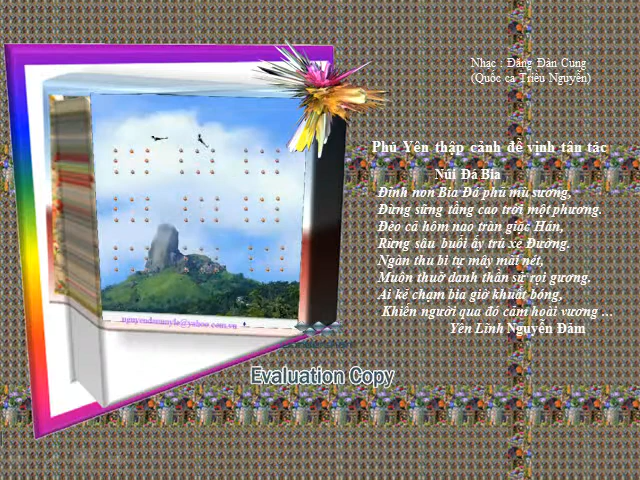 Nhạc : Đăng Đàn Cung
(Quốc ca Triều Nguyễn)
Phú Yên thập cảnh đề vịnh tân tác
Núi Đá Bia
Đỉnh non Bia Đá phủ mù sương,
Đừng sững tầng cao trời một phương.
Đèo cả hôm nao tràn giặc Hán,
Rừng sâu buổi ấy trú xe Đường.
Ngàn thu bi tự mây mài nét,
Muôn thuở danh thần sử rọi gương.
Ai kẻ chạm bia giờ khuất bóng,
Khiến người qua đó cảm hoài vương ...
Yên Linh Nguyễn Đảm
Evaluation Copy